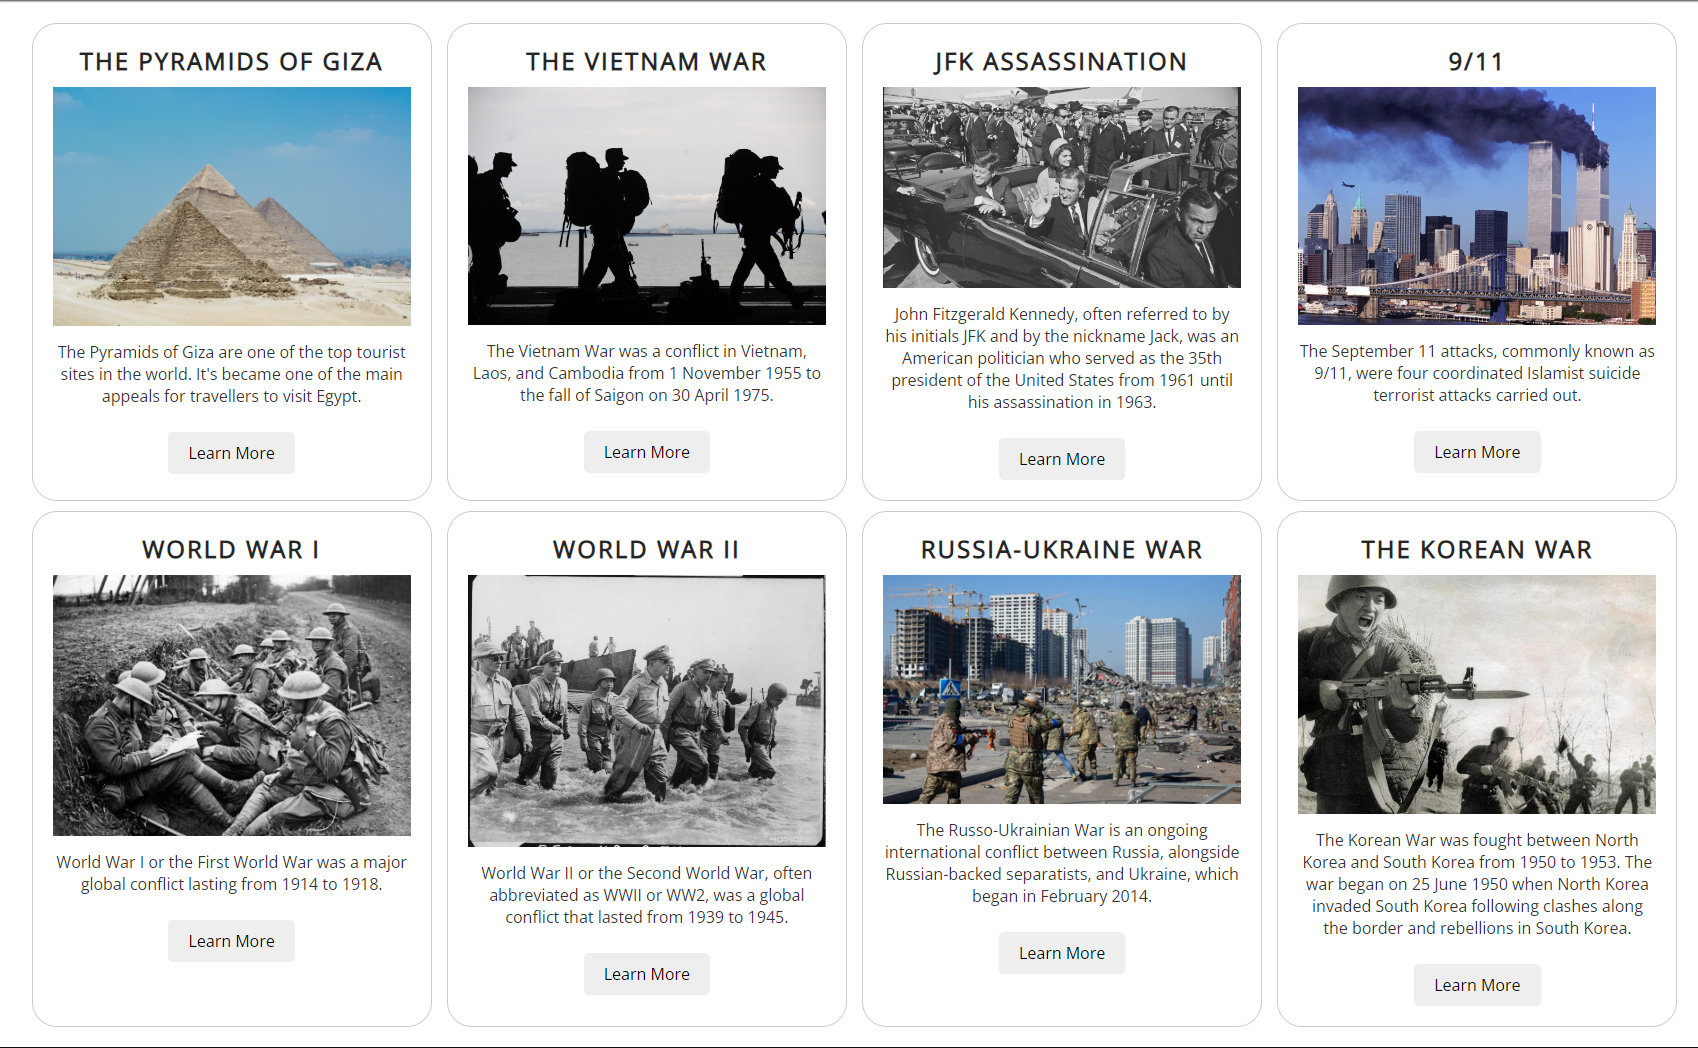 THE PYRAMIDS OF GIZA
The Pyramids of Giza are one of the top tourist
sites in the world. It's became one of the main
appeals for travellers to visit Egypt.
Learn More
THE VIETNAM WAR
The Vietnam War was a conflict in Vietnam,
Laos, and Cambodia from 1 November 1955 to
the fall of Saigon on 30 April 1975.
Learn More
JFK ASSASSINATION
John Fitzgerald Kennedy, often referred to by
his initials JFK and by the nickname Jack, was an
American politician who served as the 35th
president of the United States from 1961 until
his assassination in 1963.
Learn More
9/11
The September 11 attacks, commonly known as
9/11, were four coordinated Islamist suicide
terrorist attacks carried out.
Learn More
WORLD WAR I
World War I or the First World War was a major
global conflict lasting from 1914 to 1918.
Learn More
WORLD WAR II
World War II or the Second World War, often
abbreviated as WWII or WW2, was a global
conflict that lasted from 1939 to 1945.
Learn More
RUSSIA-UKRAINE WAR
The Russo-Ukrainian War is an ongoing
international conflict between Russia, alongside
Russian-backed separatists, and Ukraine, which
began in February 2014.
Learn More
THE KOREAN WAR
The Korean War was fought between North
Korea and South Korea from 1950 to 1953. The
war began on 25 June 1950 when North Korea
invaded South Korea following clashes along
the border and rebellions in South Korea.
Learn More